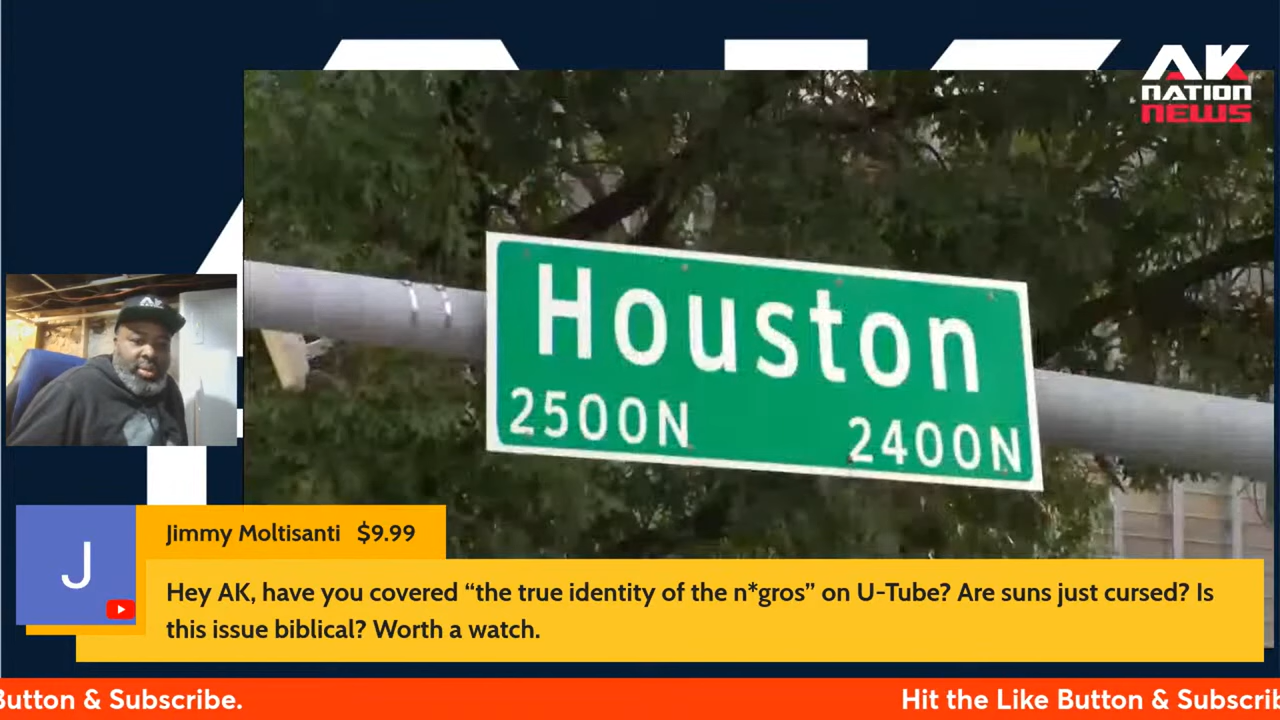 AK
NATION
NEWS
Houston
2500N 2400N
AK
J
Jimmy Moltisanti $9.99
Hey AK, have you covered “the true identity of the n*gros” on U-Tube? Are suns just cursed? Is
this issue biblical? Worth a watch.
Button & Subscribe. Hit the Like Button & Subscrib